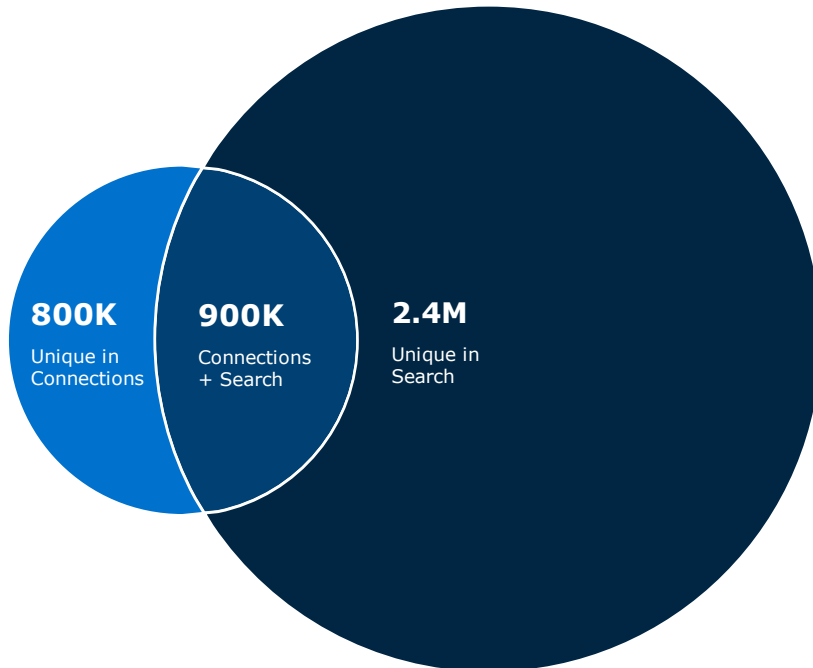 800K
Unique in
Connections
900K
Connections
+ Search
2.4M
Unique in
Search